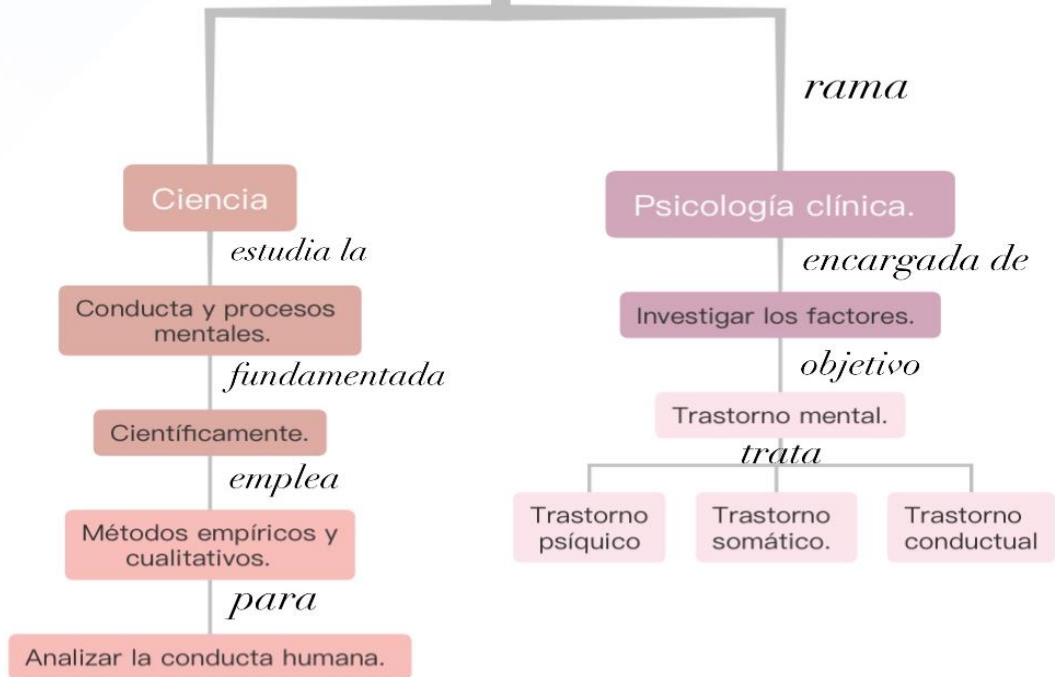 Ciencia
estudia la
Conducta y procesos
mentales.
fundamentada
Científicamente.
emplea
Métodos empíricos y
cualitativos.
para
Analizar la conducta humana.
rama
Psicología clínica.
encargada de
Investigar los factores.
objetivo
Trastorno mental.
trata
Trastorno
psíquico
Trastorno
somático.
Trastorno
conductual